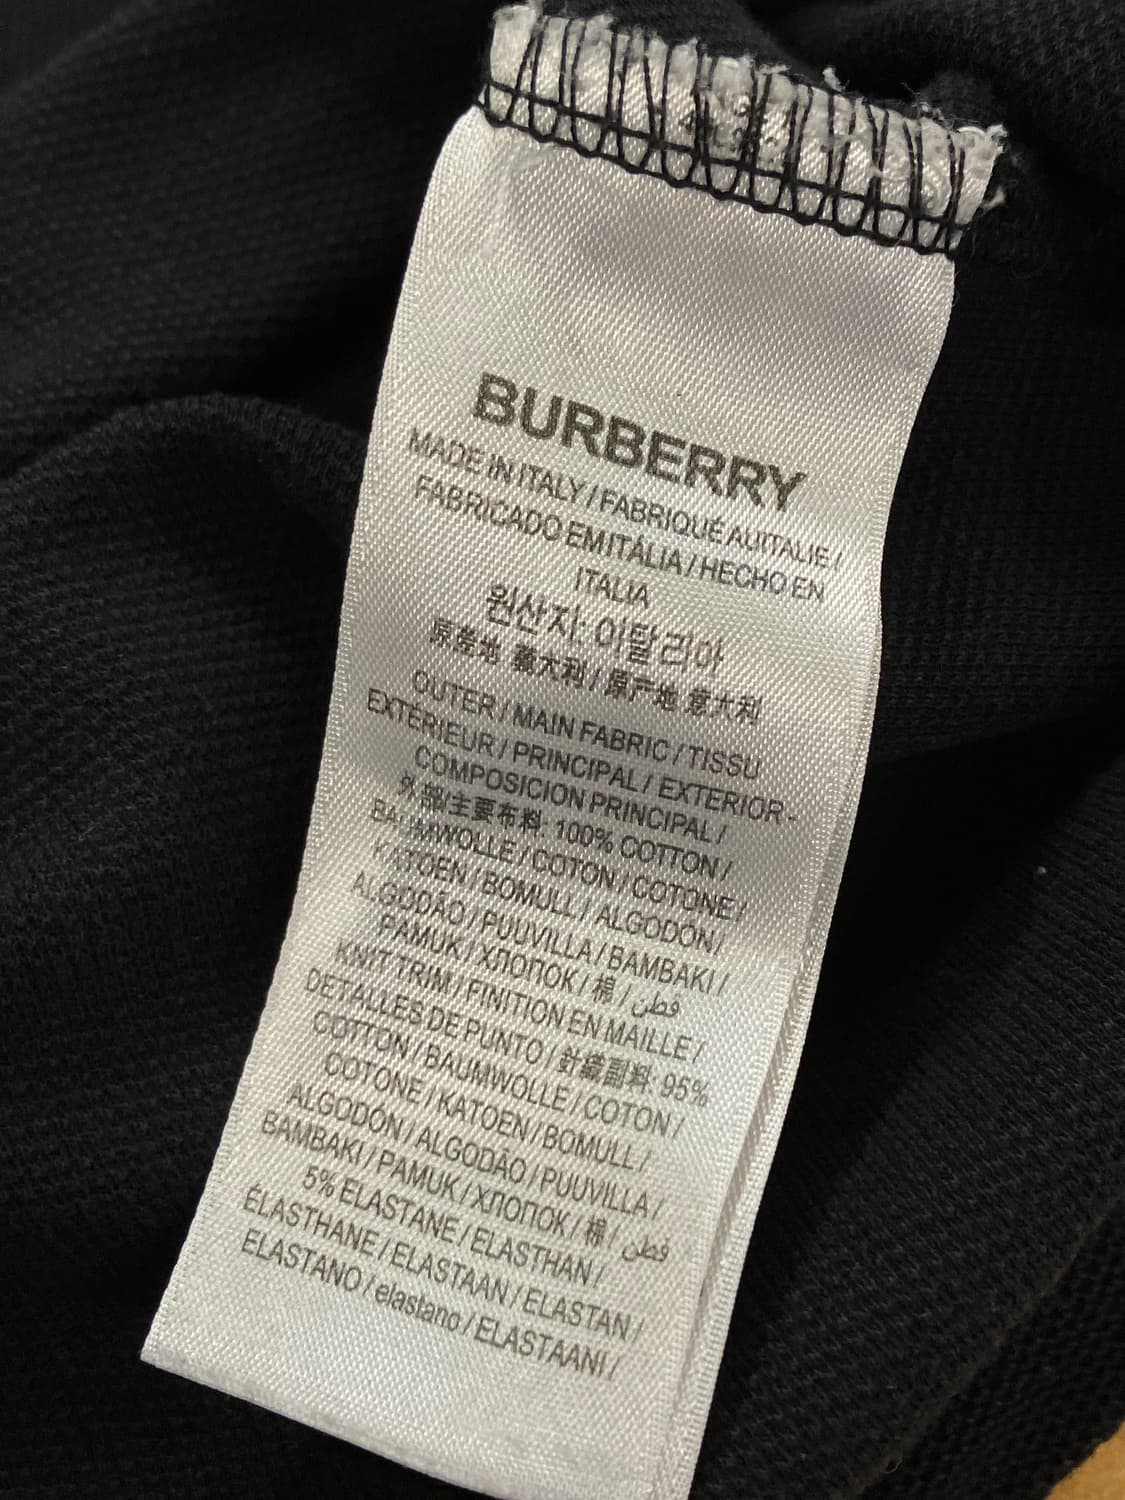 BURBERRY
MADE IN ITALY / FABRIQUÉ AUITALIE /
FABRICADO EM ITÁLIA / HECHO EN
ITALIA
원산지: 이탈리아
原産地 義大利 / 原产地 意大利
OUTER / MAIN FABRIC / TISSU
EXTÉRIEUR / PRINCIPAL / EXTERIOR -
COMPOSICION PRINCIPAL /
外部/主要布料: 100% COTTON /
BAUMWOLLE / COTON / COTONE /
KATOEN / BOMULL / ALGODÓN /
ALGODÃO / PUUVILLA / BAMBAKI /
PAMUK / ХЛОПОК / 棉 / قطن
KNIT TRIM / FINITION EN MAILLE /
DETALLES DE PUNTO / 針織副料: 95%
COTTON / BAUMWOLLE / COTON /
COTONE / KATOEN / BOMULL /
ALGODÓN / ALGODÃO / PUUVILLA /
BAMBAKI / PAMUK / ХЛОПОК / 棉 / قطن
5% ELASTANE / ELASTHAN /
ÉLASTHANE / ELASTAAN / ELASTAN /
ELASTANO / elastano / ELASTAANI /